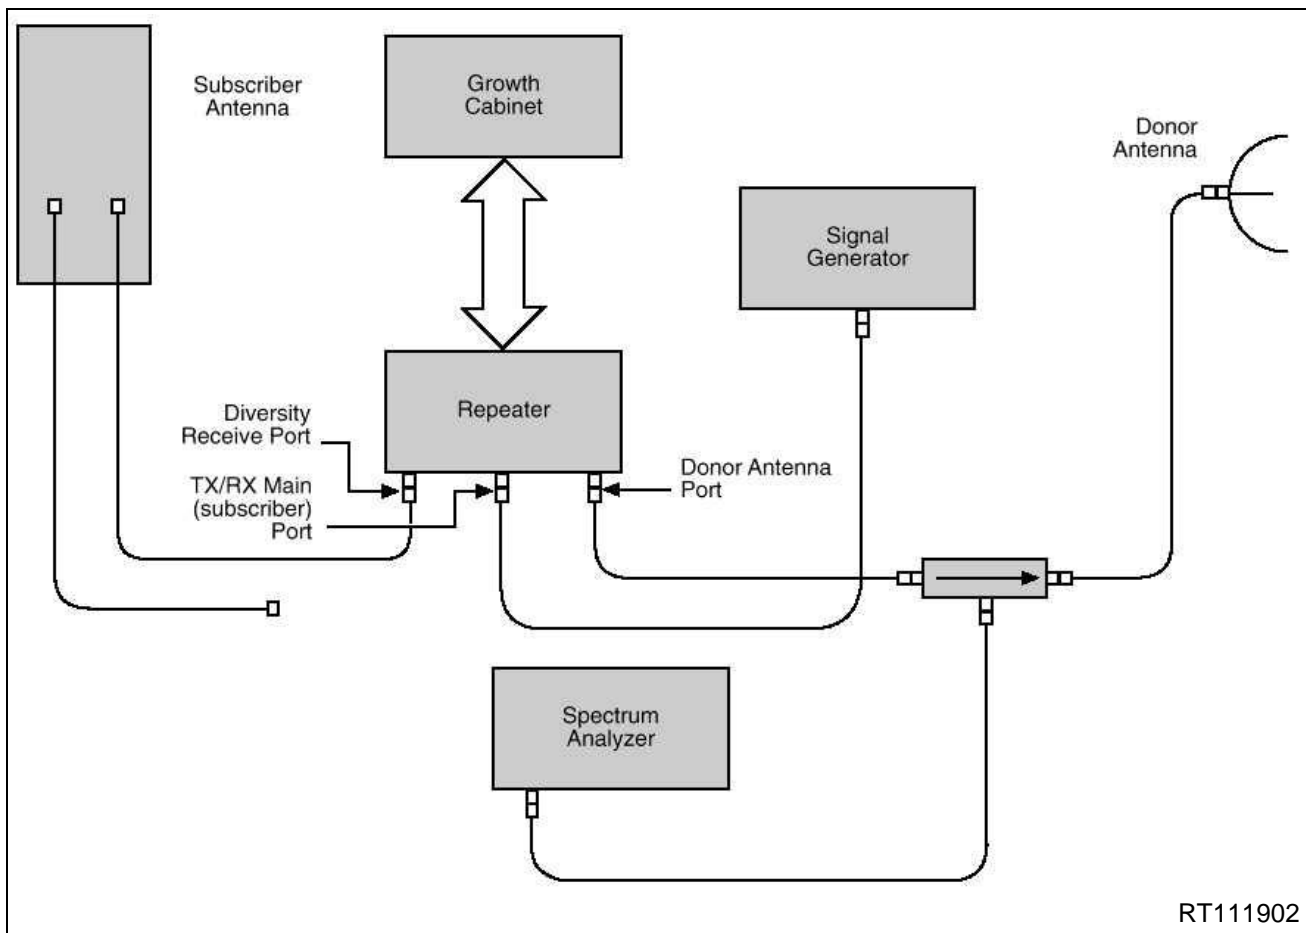 Subscriber
Antenna
Growth
Cabinet
Donor
Antenna
Signal
Generator
Repeater
Diversity
Receive Port
TX/RX Main
(subscriber)
Port
Donor Antenna
Port
Spectrum
Analyzer
RT111902